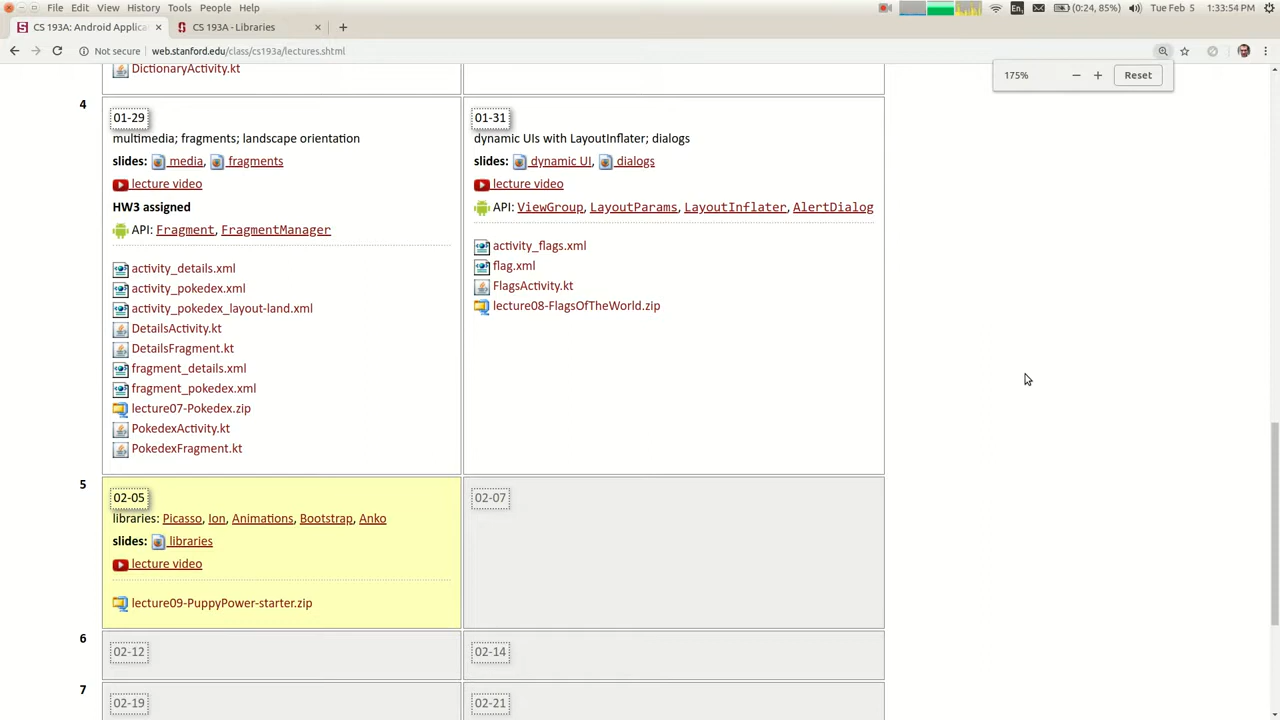 File Edit View History Tools People Help
(0:24, 85%) Tue Feb 5 1:33:54 PM
CS 193A: Android Applica × CS 193A - Libraries × +
Not secure web.stanford.edu/class/cs193a/lectures.shtml
175% − + Reset
DictionaryActivity.kt
4
01-29
multimedia; fragments; landscape orientation
slides: media, fragments
lecture video
HW3 assigned
API: Fragment, FragmentManager
activity_details.xml
activity_pokedex.xml
activity_pokedex_layout-land.xml
DetailsActivity.kt
DetailsFragment.kt
fragment_details.xml
fragment_pokedex.xml
lecture07-Pokedex.zip
PokedexActivity.kt
PokedexFragment.kt
01-31
dynamic UIs with LayoutInflater; dialogs
slides: dynamic UI, dialogs
lecture video
API: ViewGroup, LayoutParams, LayoutInflater, AlertDialog
activity_flags.xml
flag.xml
FlagsActivity.kt
lecture08-FlagsOfTheWorld.zip
5
02-05
libraries: Picasso, Ion, Animations, Bootstrap, Anko
slides: libraries
lecture video
lecture09-PuppyPower-starter.zip
02-07
6
02-12
02-14
7
02-19
02-21